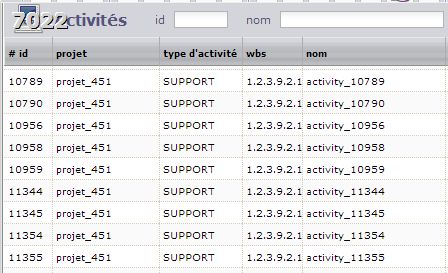 7022 activités id nom
# id projet type d'activité wbs nom
10789 projet_451 SUPPORT 1.2.3.9.2.1 activity_10789
10790 projet_451 SUPPORT 1.2.3.9.2.1 activity_10790
10956 projet_451 SUPPORT 1.2.3.9.2.1 activity_10956
10958 projet_451 SUPPORT 1.2.3.9.2.1 activity_10958
10959 projet_451 SUPPORT 1.2.3.9.2.1 activity_10959
11344 projet_451 SUPPORT 1.2.3.9.2.1 activity_11344
11345 projet_451 SUPPORT 1.2.3.9.2.1 activity_11345
11354 projet_451 SUPPORT 1.2.3.9.2.1 activity_11354
11355 projet_451 SUPPORT 1.2.3.9.2.1 activity_11355